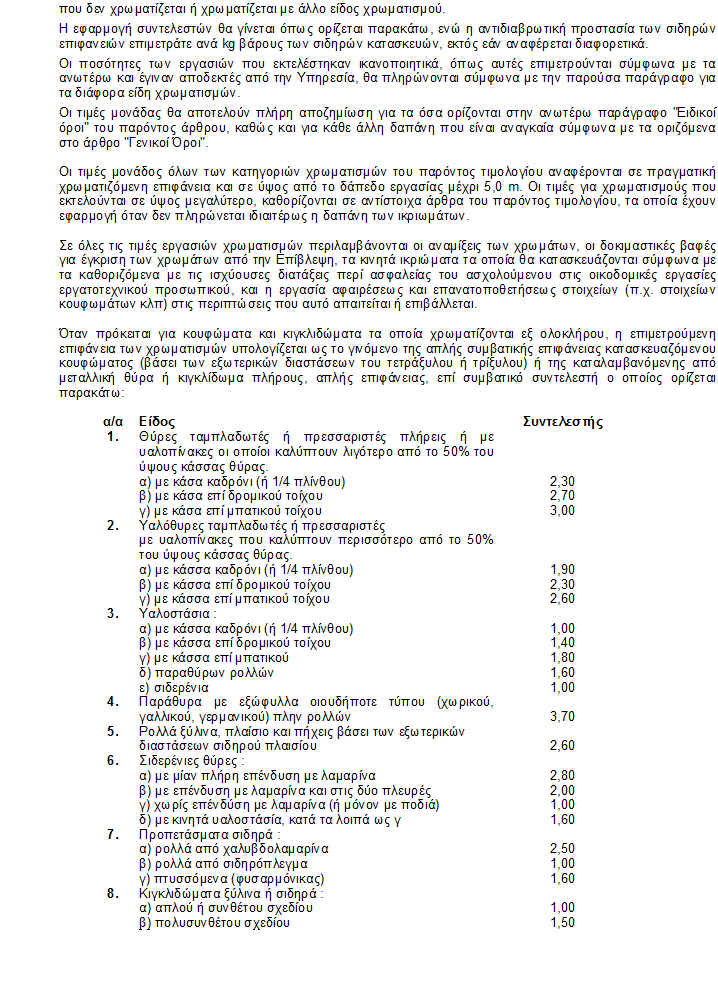 που δεν χρωματίζεται ή χρωματίζεται με άλλο είδος χρωματισμού.
Η εφαρμογή συντελεστών θα γίνεται όπως ορίζεται παρακάτω, ενώ η αντιδιαβρωτική προστασία των σιδηρών
επιφανειών επιμετράτε ανά kg βάρους των σιδηρών κατασκευών, εκτός εάν αναφέρεται διαφορετικά.
Οι ποσότητες των εργασιών που εκτελέστηκαν ικανοποιητικά, όπως αυτές επιμετρούνται σύμφωνα με τα
ανωτέρω και έγιναν αποδεκτές από την Υπηρεσία, θα πληρώνονται σύμφωνα με την παρούσα παράγραφο για
τα διάφορα είδη χρωματισμών.
Οι τιμές μονάδας θα αποτελούν πλήρη αποζημίωση για τα όσα ορίζονται στην ανωτέρω παράγραφο "Ειδικοί
όροι" του παρόντος άρθρου, καθώς και για κάθε άλλη δαπάνη που είναι αναγκαία σύμφωνα με τα οριζόμενα
στο άρθρο "Γενικοί Όροι".
Οι τιμές μονάδος όλων των κατηγοριών χρωματισμών του παρόντος τιμολογίου αναφέρονται σε πραγματική
χρωματιζόμενη επιφάνεια και σε ύψος από το δάπεδο εργασίας μέχρι 5,0 m. Οι τιμές για χρωματισμούς που
εκτελούνται σε ύψος μεγαλύτερο, καθορίζονται σε αντίστοιχα άρθρα του παρόντος τιμολογίου, τα οποία έχουν
εφαρμογή όταν δεν πληρώνεται ιδιαιτέρως η δαπάνη των ικριωμάτων.
Σε όλες τις τιμές εργασιών χρωματισμών περιλαμβάνονται οι αναμίξεις των χρωμάτων, οι δοκιμαστικές βαφές
για έγκριση των χρωμάτων από την Επίβλεψη, τα κινητά ικριώματα τα οποία θα κατασκευάζονται σύμφωνα με
τα καθοριζόμενα με τις ισχύουσες διατάξεις περί ασφαλείας του ασχολούμενου στις οικοδομικές εργασίες
εργατοτεχνικού προσωπικού, και η εργασία αφαιρέσεως και επανατοποθετήσεως στοιχείων (π.χ. στοιχείων
κουφωμάτων κλπ) στις περιπτώσεις που αυτό απαιτείται ή επιβάλλεται.
Όταν πρόκειται για κουφώματα και κιγκλιδώματα τα οποία χρωματίζονται εξ ολοκλήρου, η επιμετρούμενη
επιφάνεια των χρωματισμών υπολογίζεται ως το γινόμενο της απλής συμβατικής επιφάνειας κατασκευαζόμενου
κουφώματος (βάσει των εξωτερικών διαστάσεων του τετράξυλου ή τρίξυλου) ή της καταλαμβανόμενης από
μεταλλική θύρα ή κιγκλίδωμα πλήρους, απλής επιφάνειας, επί συμβατικό συντελεστή ο οποίος ορίζεται
παρακάτω:
α/α Είδος Συντελεστής
1. Θύρες ταμπλαδωτές ή πρεσσαριστές πλήρεις ή με
υαλοπίνακες οι οποίοι καλύπτουν λιγότερο από το 50% του
ύψους κάσσας θύρας.
α) με κάσα καδρόνι (ή 1/4 πλίνθου) 2,30
β) με κάσα επί δρομικού τοίχου 2,70
γ) με κάσα επί μπατικού τοίχου 3,00
2. Υαλόθυρες ταμπλαδωτές ή πρεσσαριστές
με υαλοπίνακες που καλύπτουν περισσότερο από το 50%
του ύψους κάσσας θύρας.
α) με κάσσα καδρόνι (ή 1/4 πλίνθου) 1,90
β) με κάσσα επί δρομικού τοίχου 2,30
γ) με κάσσα επί μπατικού τοίχου 2,60
3. Υαλοστάσια :
α) με κάσσα καδρόνι (ή 1/4 πλίνθου) 1,00
β) με κάσσα επί δρομικού τοίχου 1,40
γ) με κάσσα επί μπατικού 1,80
δ) παραθύρων ρολλών 1,60
ε) σιδερένια 1,00
4. Παράθυρα με εξώφυλλα οιουδήποτε τύπου (χωρικού,
γαλλικού, γερμανικού) πλην ρολλών 3,70
5. Ρολλά ξύλινα, πλαίσιο και πήχεις βάσει των εξωτερικών
διαστάσεων σιδηρού πλαισίου 2,60
6. Σιδερένιες θύρες :
α) με μίαν πλήρη επένδυση με λαμαρίνα 2,80
β) με επένδυση με λαμαρίνα και στις δύο πλευρές 2,00
γ) χωρίς επένδύση με λαμαρίνα (ή μόνον με ποδιά) 1,00
δ) με κινητά υαλοστάσία, κατά τα λοιπά ως γ 1,60
7. Προπετάσματα σιδηρά :
α) ρολλά από χαλυβδολαμαρίνα 2,50
β) ρολλά από σιδηρόπλεγμα 1,00
γ) πτυσσόμενα (φυσαρμόνικας) 1,60
8. Κιγκλιδώματα ξύλινα ή σιδηρά :
α) απλού ή συνθέτου σχεδίου 1,00
β) πολυσυνθέτου σχεδίου 1,50